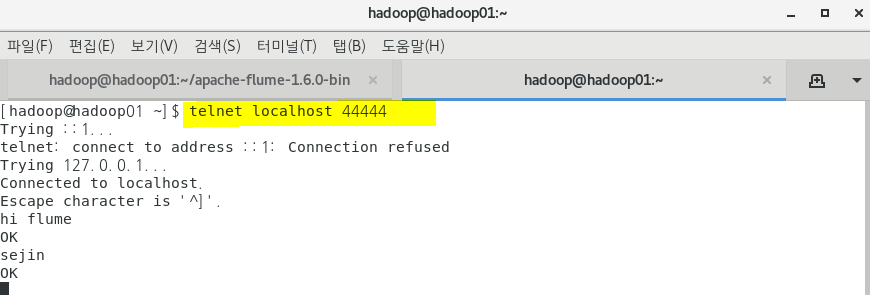 hadoop@hadoop01:~
파일(F) 편집(E) 보기(V) 검색(S) 터미널(T) 탭(B) 도움말(H)
hadoop@hadoop01:~/apache-flume-1.6.0-bin × hadoop@hadoop01:~ ×
[hadoop@hadoop01 ~]$ telnet localhost 44444
Trying ::1...
telnet: connect to address ::1: Connection refused
Trying 127.0.0.1...
Connected to localhost.
Escape character is '^]'.
hi flume
OK
sejin
OK